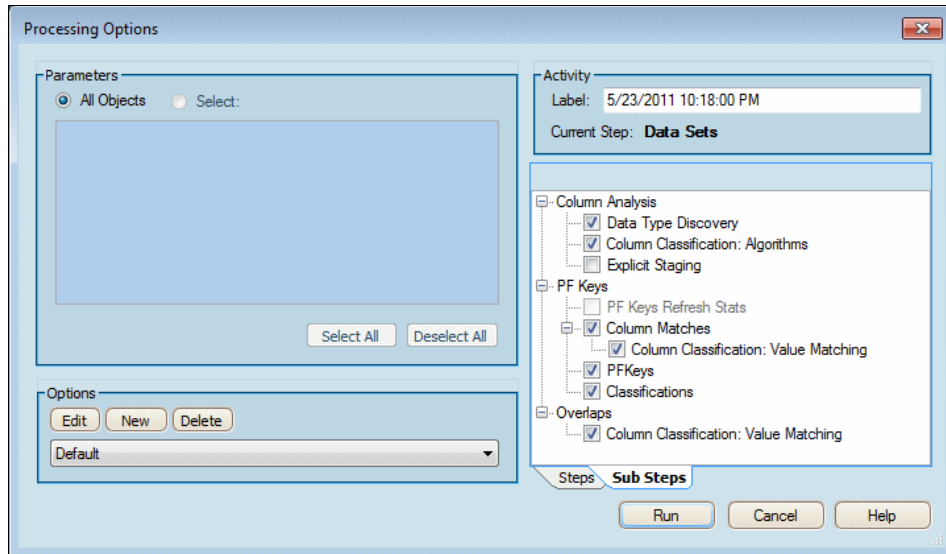 Processing Options
Parameters
All Objects Select:
Select All Deselect All
Options
Edit New Delete
Default
Activity
Label: 5/23/2011 10:18:00 PM
Current Step: Data Sets
Column Analysis
Data Type Discovery
Column Classification: Algorithms
Explicit Staging
PF Keys
PF Keys Refresh Stats
Column Matches
Column Classification: Value Matching
PFKeys
Classifications
Overlaps
Column Classification: Value Matching
Steps Sub Steps
Run Cancel Help